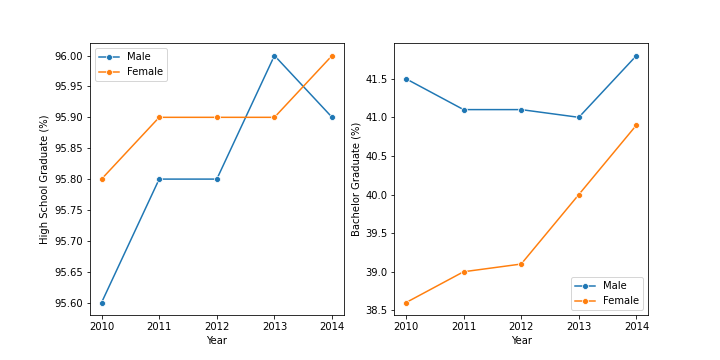 High School Graduate (%)
96.00
95.95
95.90
95.85
95.80
95.75
95.70
95.65
95.60
Male
Female
2010 2011 2012 2013 2014
Year
Bachelor Graduate (%)
41.5
41.0
40.5
40.0
39.5
39.0
38.5
Male
Female
2010 2011 2012 2013 2014
Year